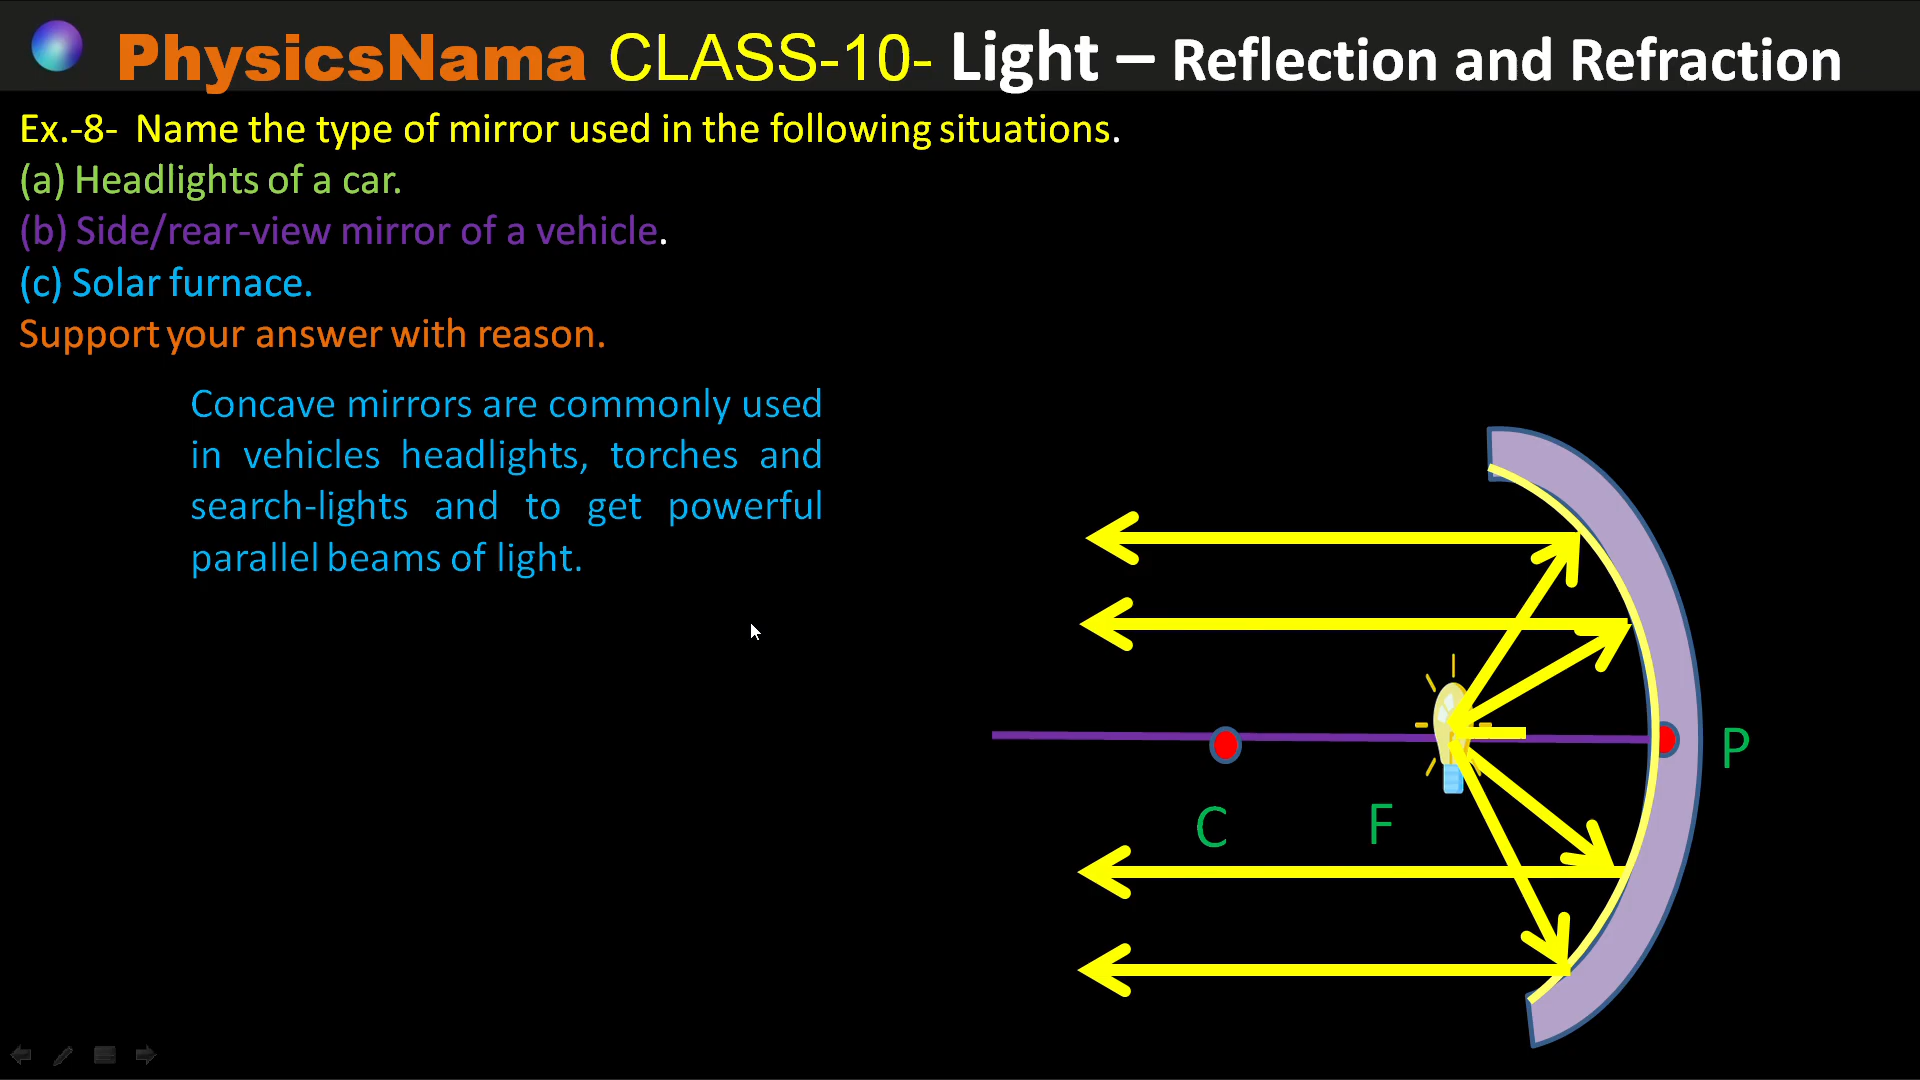 PhysicsNama CLASS-10- Light – Reflection and Refraction
Ex.-8- Name the type of mirror used in the following situations.
(a) Headlights of a car.
(b) Side/rear-view mirror of a vehicle.
(c) Solar furnace.
Support your answer with reason.
Concave mirrors are commonly used
in vehicles headlights, torches and
search-lights and to get powerful
parallel beams of light.
P
C
F